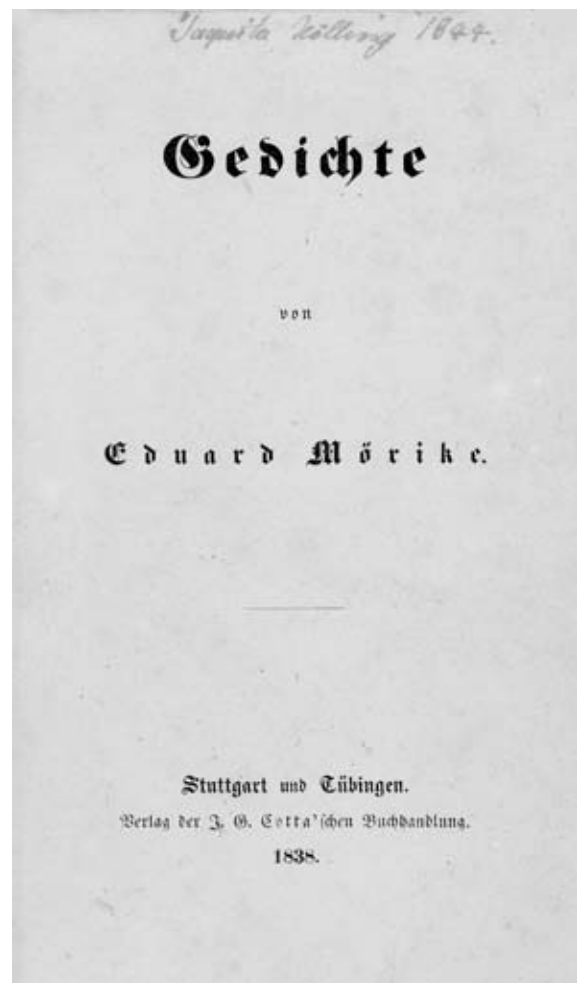 1844.
Gedichte
von
Eduard Mörike.
Stuttgart und Tübingen.
Verlag der J. G. Cotta'schen Buchhandlung.
1838.